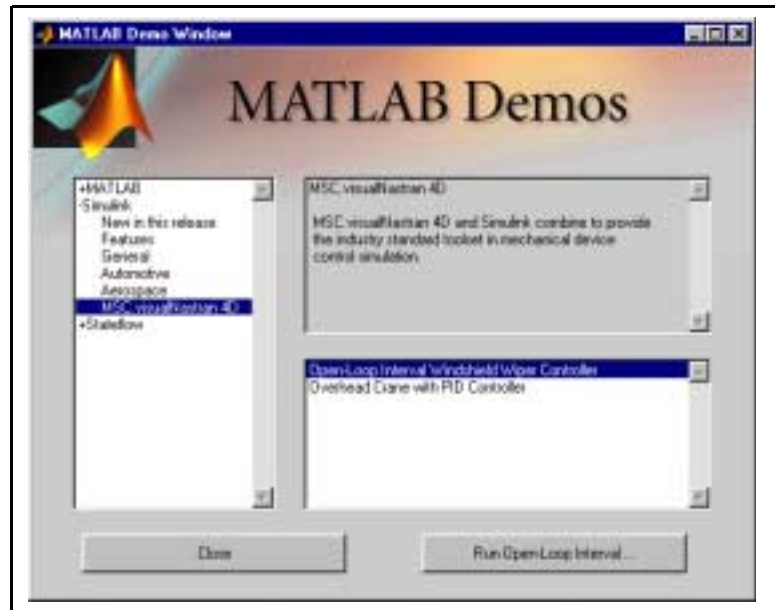 MATLAB Demo Window
MATLAB Demos
+MATLAB
-Simulink
New in this release
Features
General
Automotive
Aerospace
MSC.visualNastran 4D
+Stateflow
MSC.visualNastran 4D
MSC.visualNastran 4D and Simulink combine to provide
the industry standard toolset in mechanical device
control simulation.
Open-Loop Interval Windshield Wiper Controller
Overhead Crane with PID Controller
Close
Run Open-Loop Interval ...